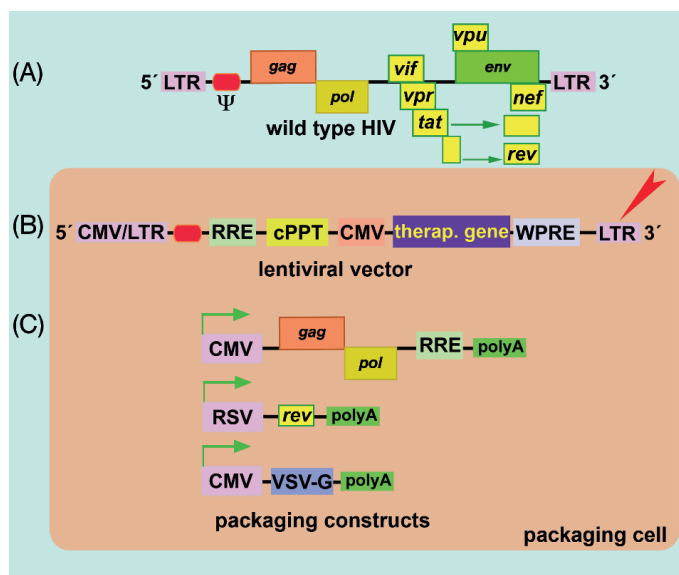 (A)
vpu
gag
vif
env
5´ LTR
LTR 3´
Ψ
pol
vpr
nef
wild type HIV
tat
rev
(B)
5´ CMV/LTR RRE cPPT CMV therap. gene WPRE LTR 3´
lentiviral vector
(C)
gag
CMV
RRE polyA
pol
RSV rev polyA
CMV VSV-G polyA
packaging constructs
packaging cell